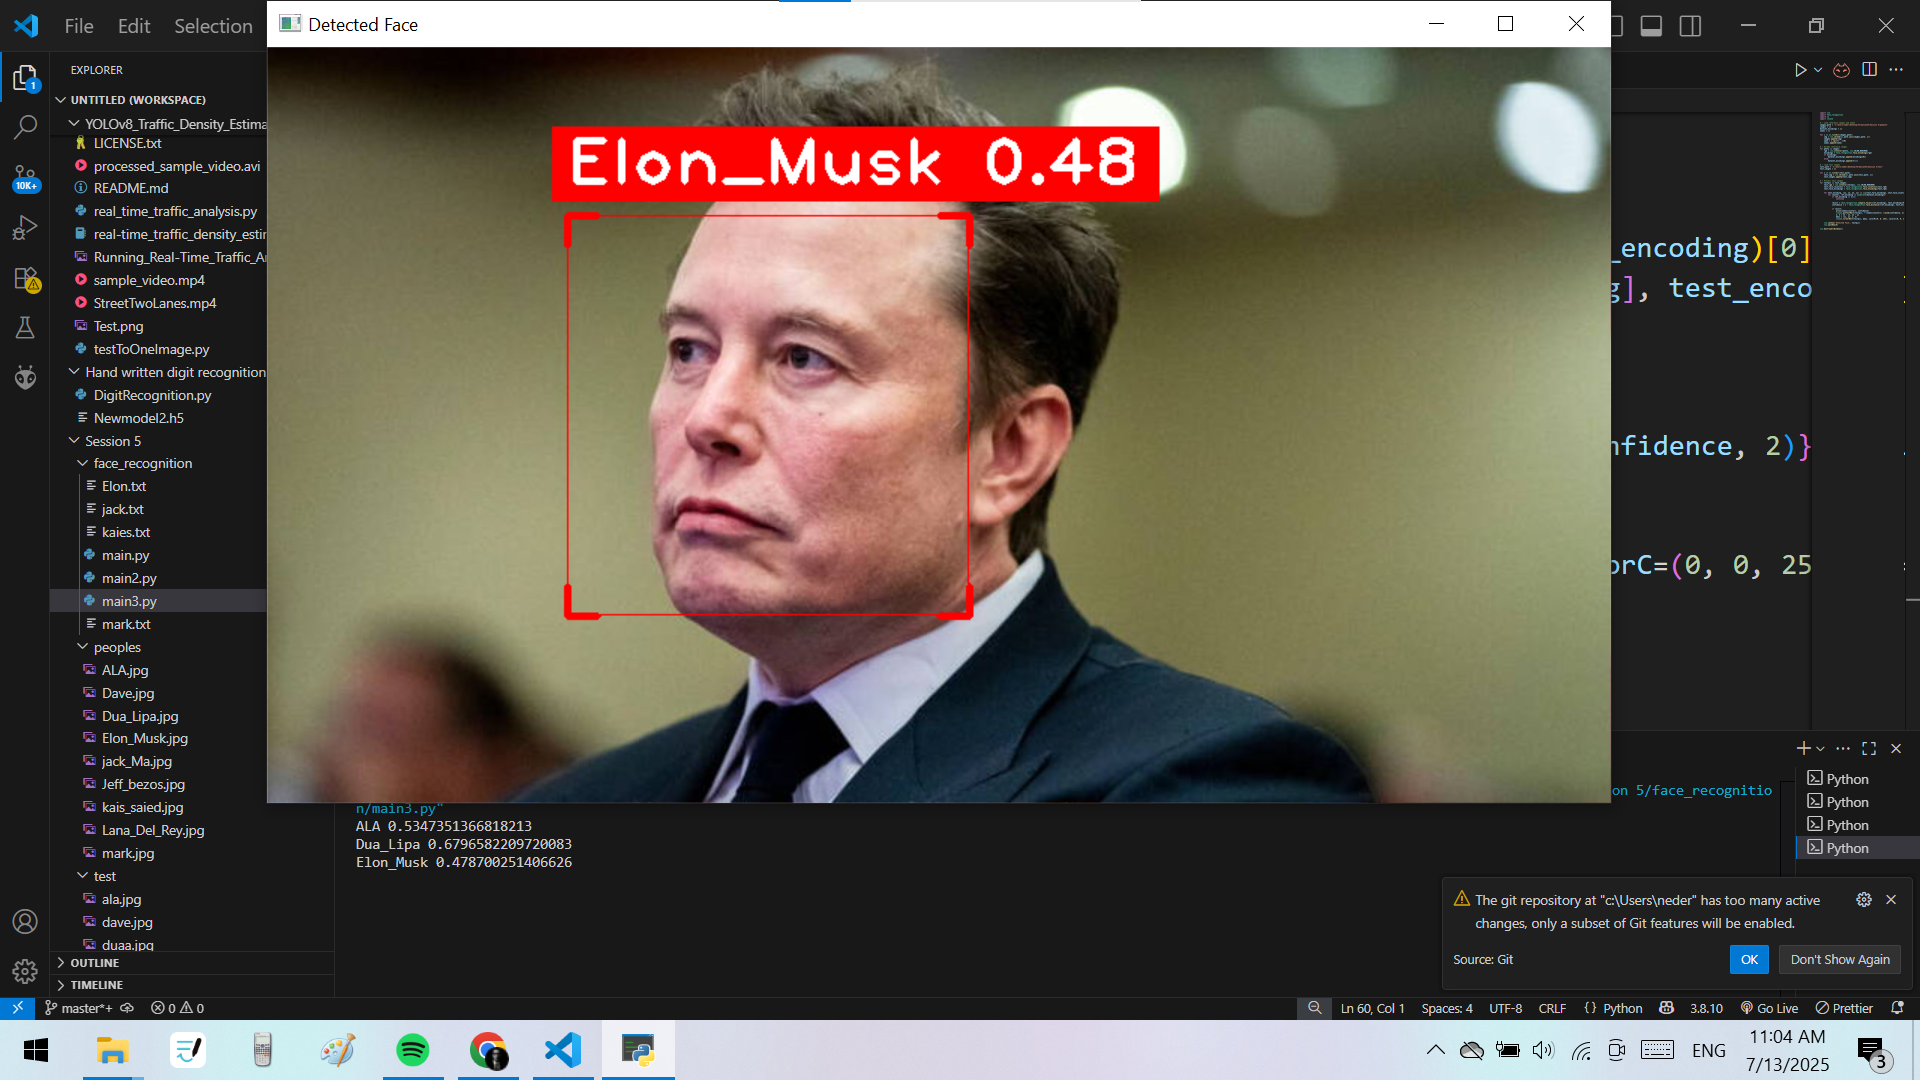 File Edit Selection
Detected Face
EXPLORER
UNTITLED (WORKSPACE)
YOLOv8_Traffic_Density_Estima
LICENSE.txt
processed_sample_video.avi
README.md
real_time_traffic_analysis.py
real-time_traffic_density_estir
Running_Real-Time_Traffic_A
sample_video.mp4
StreetTwoLanes.mp4
Test.png
testToOneImage.py
Hand written digit recognition
DigitRecognition.py
Newmodel2.h5
Session 5
face_recognition
Elon.txt
jack.txt
kaies.txt
main.py
main2.py
main3.py
mark.txt
peoples
ALA.jpg
Dave.jpg
Dua_Lipa.jpg
Elon_Musk.jpg
jack_Ma.jpg
Jeff_bezos.jpg
kais_saied.jpg
Lana_Del_Rey.jpg
mark.jpg
test
ala.jpg
dave.jpg
duaa.jpg
OUTLINE
TIMELINE
1
10K+
Elon_Musk 0.48
_encoding)[0]
g], test_enco
nfidence, 2)}
orC=(0, 0, 25
on 5/face_recognitio
n/main3.py"
ALA 0.5347351366818213
Dua_Lipa 0.6796582209720083
Elon_Musk 0.478700251406626
Python
Python
Python
Python
The git repository at "c:\Users\neder" has too many active
changes, only a subset of Git features will be enabled.
Source: Git
OK
Don't Show Again
master*+ 0 0
Ln 60, Col 1 Spaces: 4 UTF-8 CRLF {} Python 3.8.10 Go Live Prettier
ENG
11:04 AM
7/13/2025
3